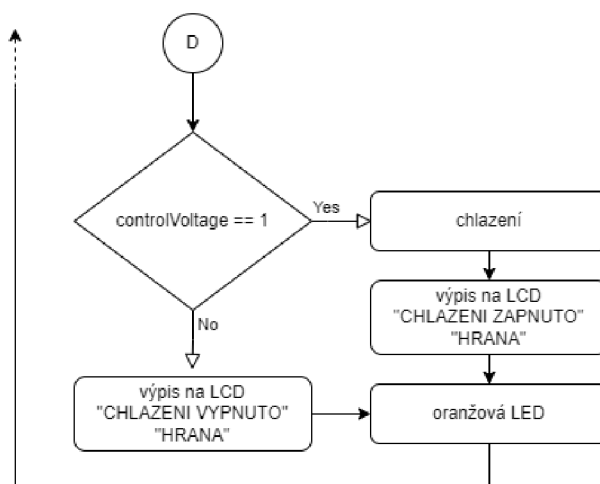 D
controlVoltage == 1
Yes
chlazení
výpis na LCD
"CHLAZENI ZAPNUTO"
"HRANA"
No
výpis na LCD
"CHLAZENI VYPNUTO"
"HRANA"
oranžová LED